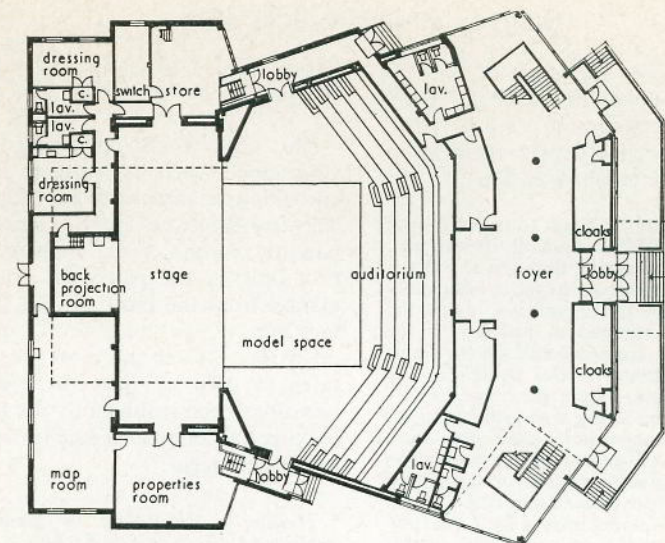 dressing
room
switch
store
lobby
lav.
c.
lav.
lav.
c.
dressing
room
cloaks
back
projection
room
stage
auditorium
foyer
lobby
model space
cloaks
map
room
properties
room
lobby
lav.